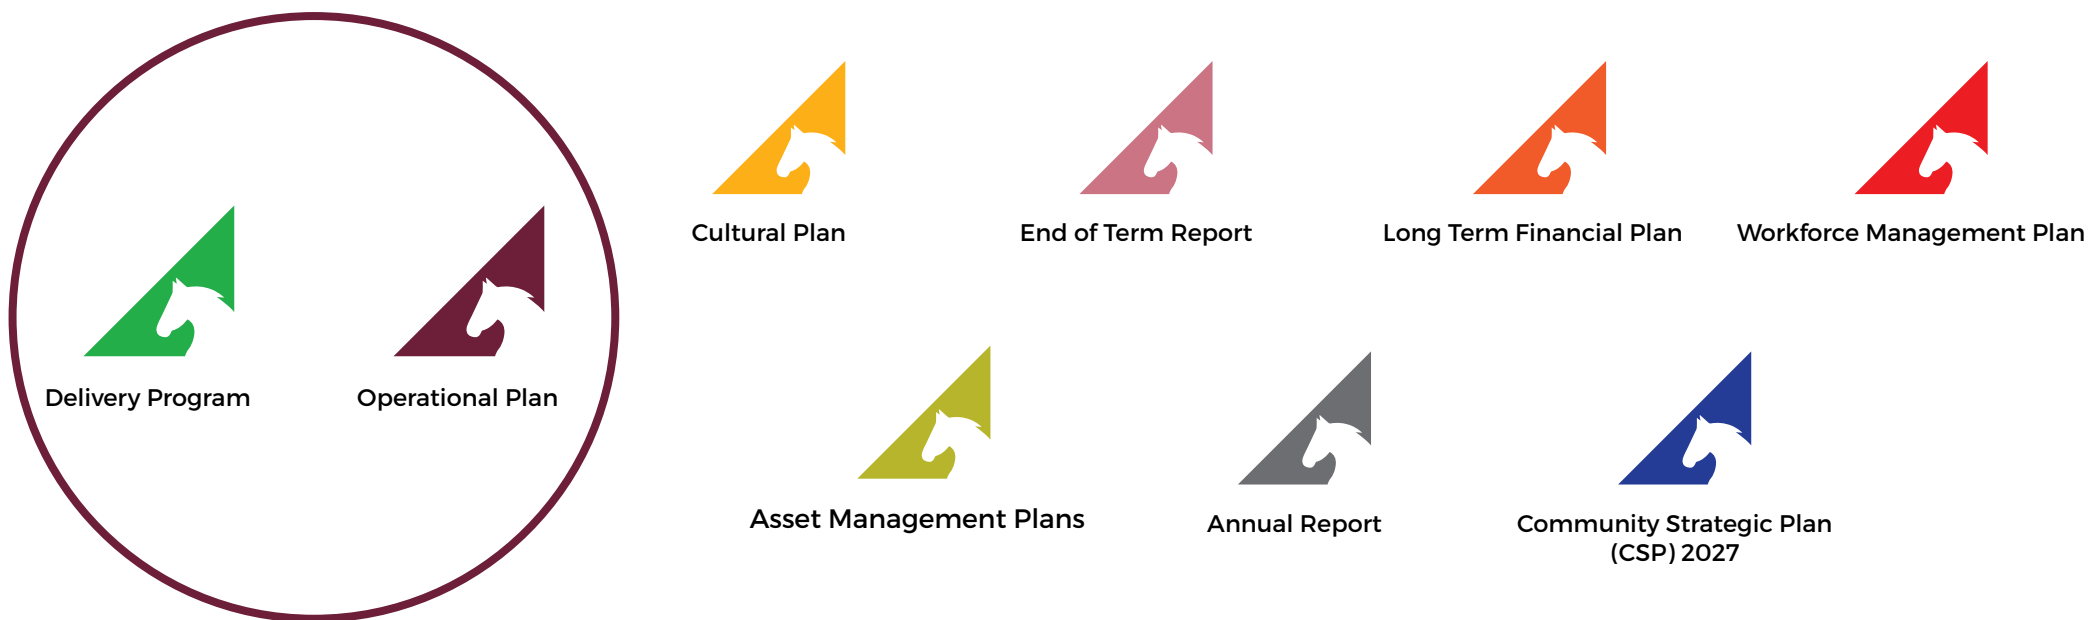 Delivery Program
Operational Plan
Cultural Plan
End of Term Report
Long Term Financial Plan
Workforce Management Plan
Asset Management Plans
Annual Report
Community Strategic Plan
(CSP) 2027